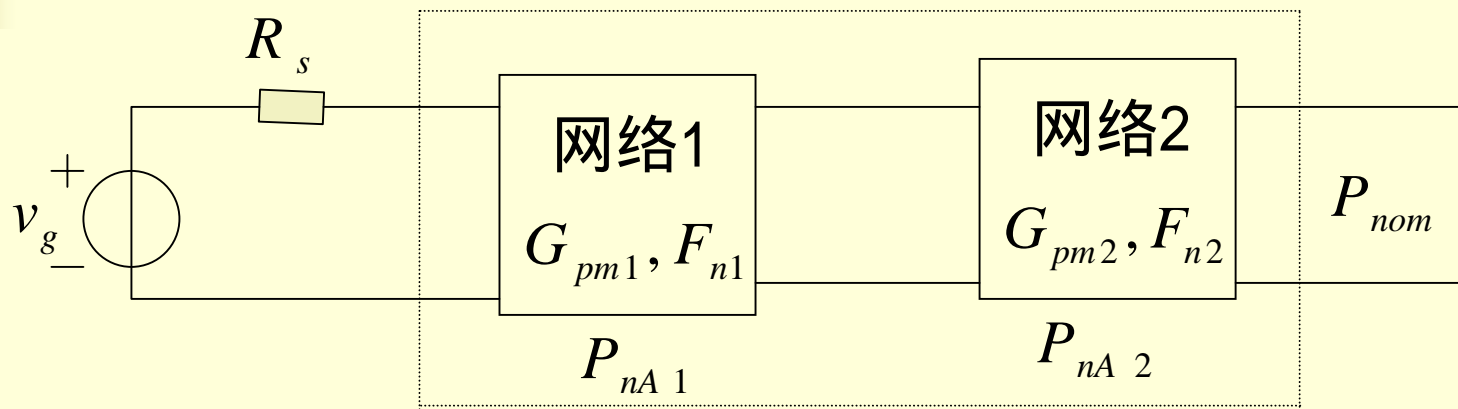 R s
+
v g
−
网络1
G pm1 , F n1
P nA 1
网络2
G pm2 , F n2
P nA 2
P nom